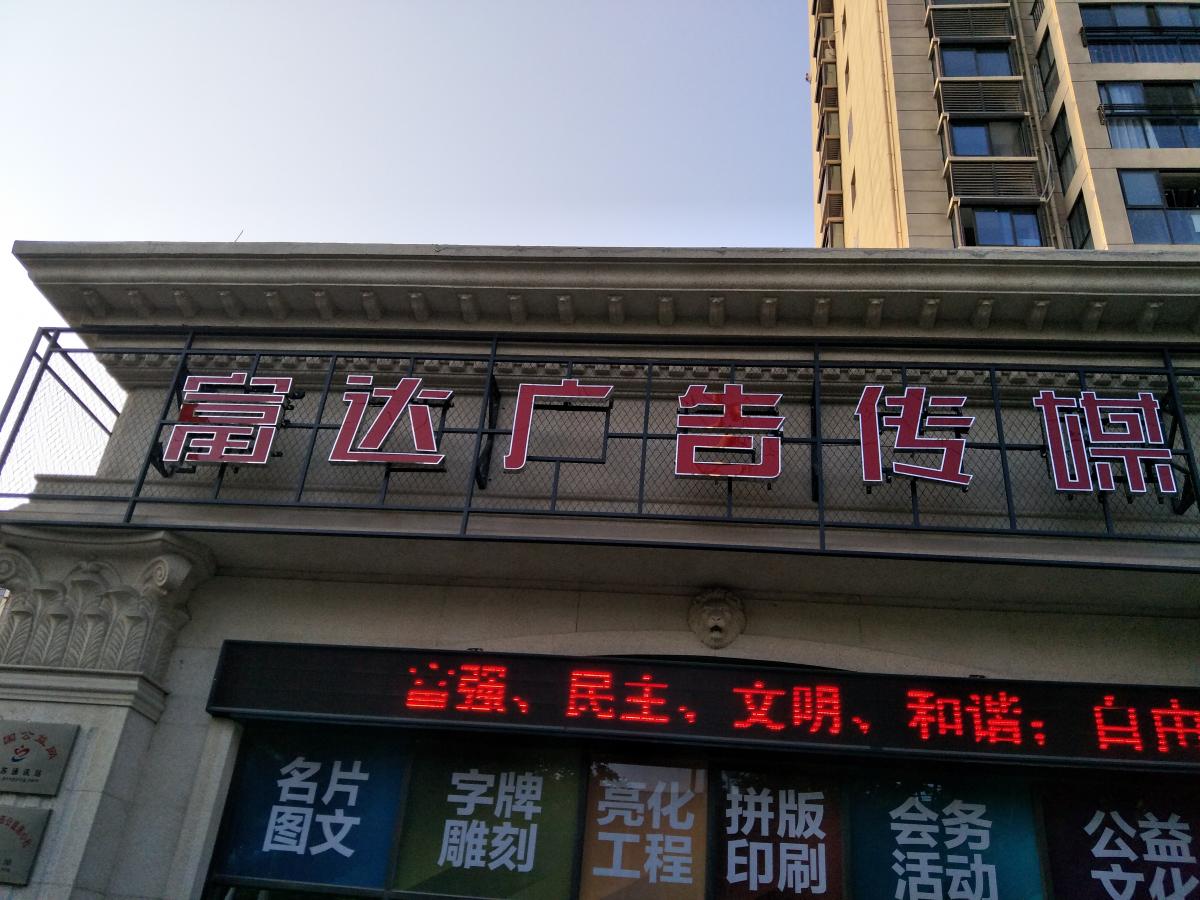 富达广告传媒
富强、民主、文明、和谐；自由
名片
图文
字牌
雕刻
亮化
工程
拼版
印刷
会务
活动
公益
文化